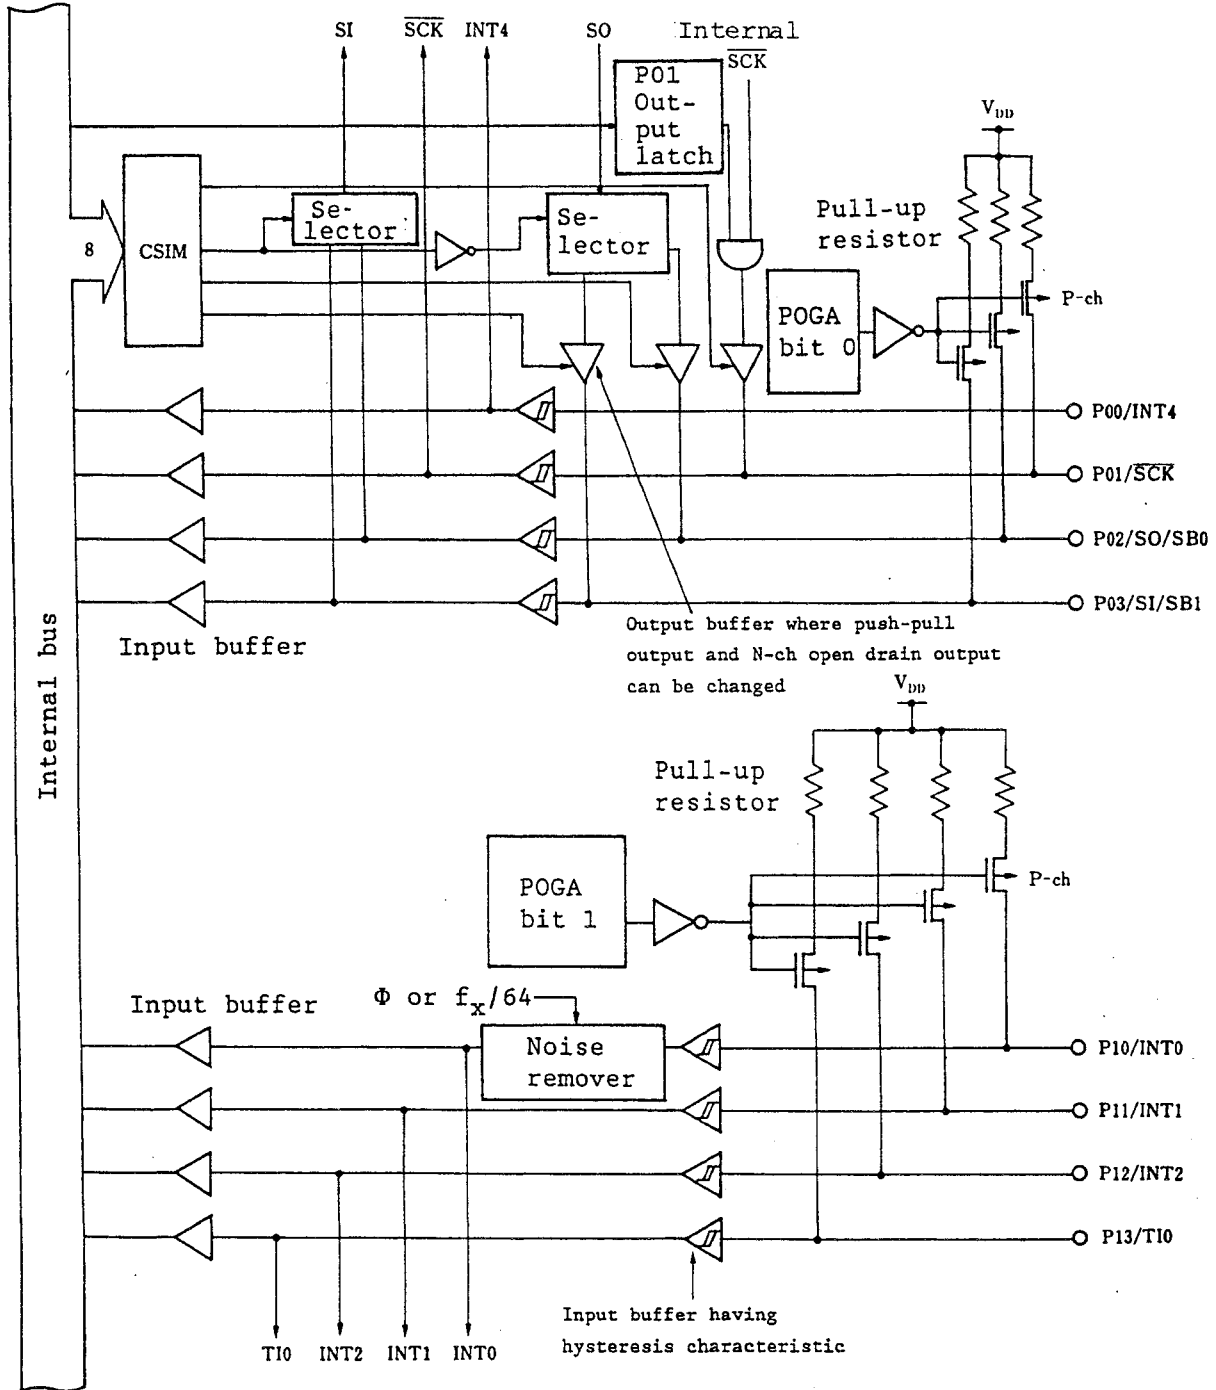 SI
SCK
INT4
SO
Internal
SCK
P01
Out-
put
latch
VDD
Pull-up
resistor
8
CSIM
Se-
lector
Se-
lector
POGA
bit 0
P-ch
P00/INT4
P01/SCK
P02/SO/SB0
P03/SI/SB1
Input buffer
Output buffer where push-pull
output and N-ch open drain output
can be changed
Internal bus
VDD
Pull-up
resistor
POGA
bit 1
P-ch
Input buffer
Φ or fx/64
Noise
remover
P10/INT0
P11/INT1
P12/INT2
P13/TI0
Input buffer having
hysteresis characteristic
TI0
INT2
INT1
INT0